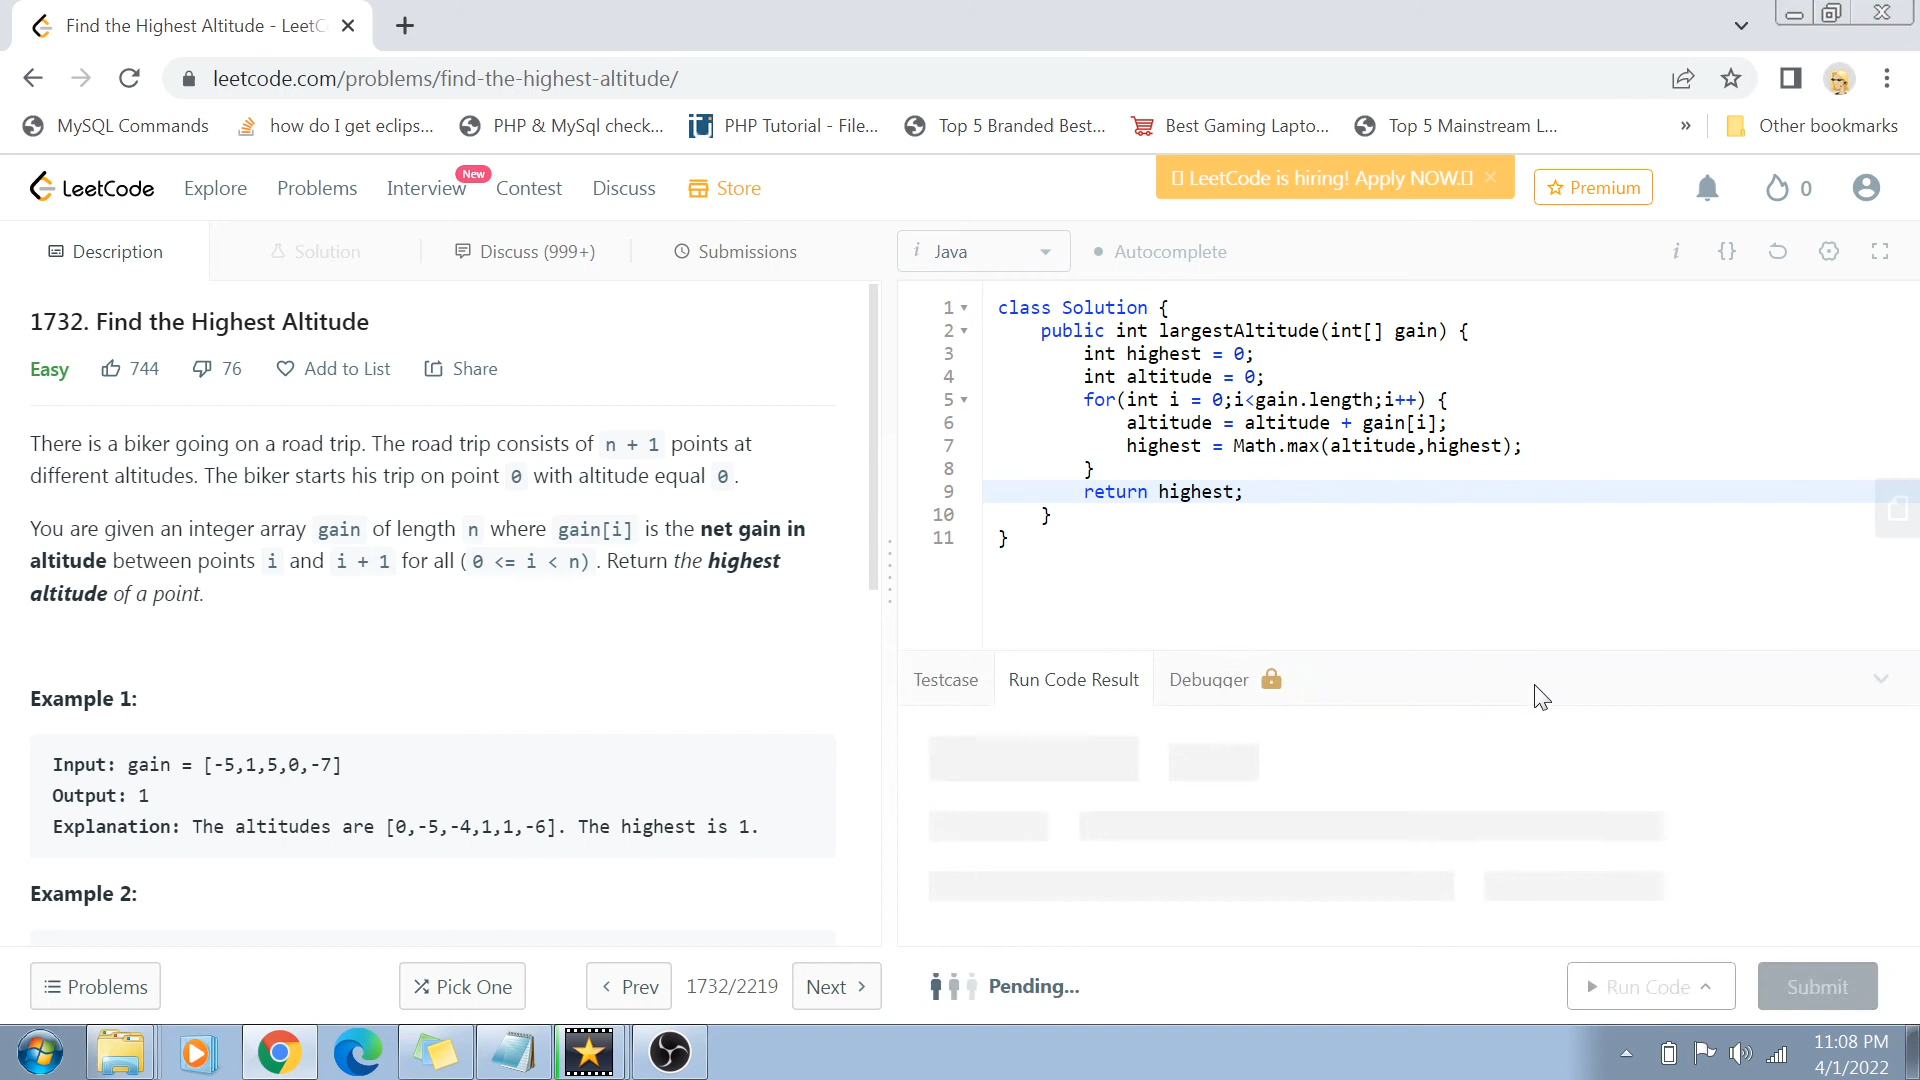 Find the Highest Altitude - LeetC
leetcode.com/problems/find-the-highest-altitude/
MySQL Commands
how do I get eclips...
PHP & MySql check...
PHP Tutorial - File...
Top 5 Branded Best...
Best Gaming Lapto...
Top 5 Mainstream L...
»
Other bookmarks
LeetCode
Explore
Problems
Interview
New
Contest
Discuss
Store
LeetCode is hiring! Apply NOW.
Premium
0
Description
Solution
Discuss (999+)
Submissions
i Java
Autocomplete
i
{}
1732. Find the Highest Altitude
Easy
744
76
Add to List
Share
There is a biker going on a road trip. The road trip consists of n + 1 points at
different altitudes. The biker starts his trip on point 0 with altitude equal 0.
You are given an integer array gain of length n where gain[i] is the net gain in
altitude between points i and i + 1 for all (0 <= i < n). Return the highest
altitude of a point.
Example 1:
Input: gain = [-5,1,5,0,-7]
Output: 1
Explanation: The altitudes are [0,-5,-4,1,1,-6]. The highest is 1.
Example 2:
1 class Solution {
2 public int largestAltitude(int[] gain) {
3 int highest = 0;
4 int altitude = 0;
5 for(int i = 0;i<gain.length;i++) {
6 altitude = altitude + gain[i];
7 highest = Math.max(altitude,highest);
8 }
9 return highest;
10 }
11 }
Testcase
Run Code Result
Debugger
Problems
Pick One
Prev
1732/2219
Next
Pending...
Run Code
Submit
11:08 PM
4/1/2022